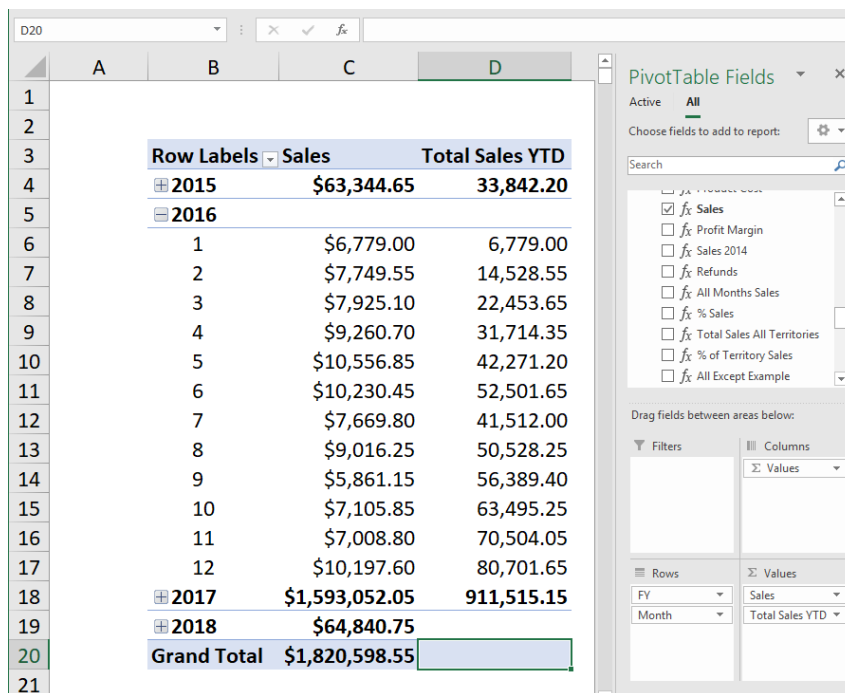 D20 fx
A B C D
1
2
3 Row Labels Sales Total Sales YTD
4 2015 $63,344.65 33,842.20
5 2016
6 1 $6,779.00 6,779.00
7 2 $7,749.55 14,528.55
8 3 $7,925.10 22,453.65
9 4 $9,260.70 31,714.35
10 5 $10,556.85 42,271.20
11 6 $10,230.45 52,501.65
12 7 $7,669.80 41,512.00
13 8 $9,016.25 50,528.25
14 9 $5,861.15 56,389.40
15 10 $7,105.85 63,495.25
16 11 $7,008.80 70,504.05
17 12 $10,197.60 80,701.65
18 2017 $1,593,052.05 911,515.15
19 2018 $64,840.75
20 Grand Total $1,820,598.55
21
PivotTable Fields
Active All
Choose fields to add to report:
Search
fx Product Cost
fx Sales
fx Profit Margin
fx Sales 2014
fx Refunds
fx All Months Sales
fx % Sales
fx Total Sales All Territories
fx % of Territory Sales
fx All Except Example
Drag fields between areas below:
Filters
Columns
Σ Values
Rows
FY
Month
Σ Values
Sales
Total Sales YTD